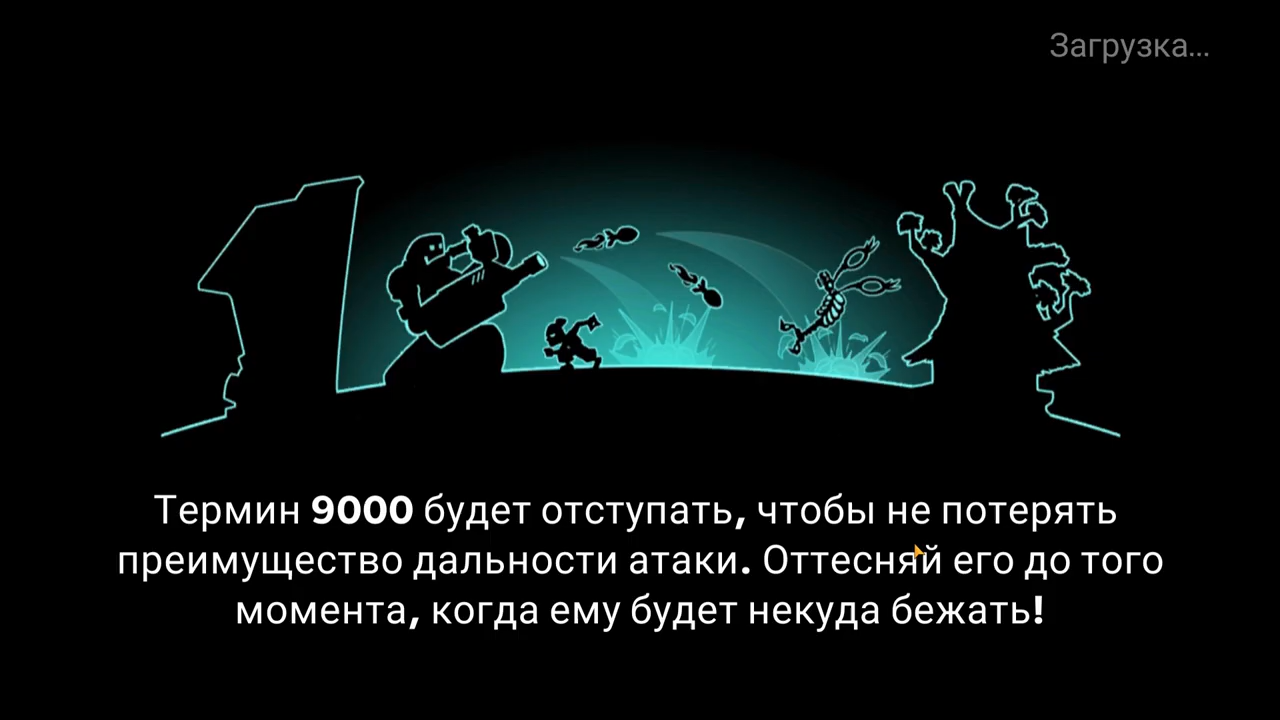 Загрузка...
Термин 9000 будет отступать, чтобы не потерять
преимущество дальности атаки. Оттесняй его до того
момента, когда ему будет некуда бежать!